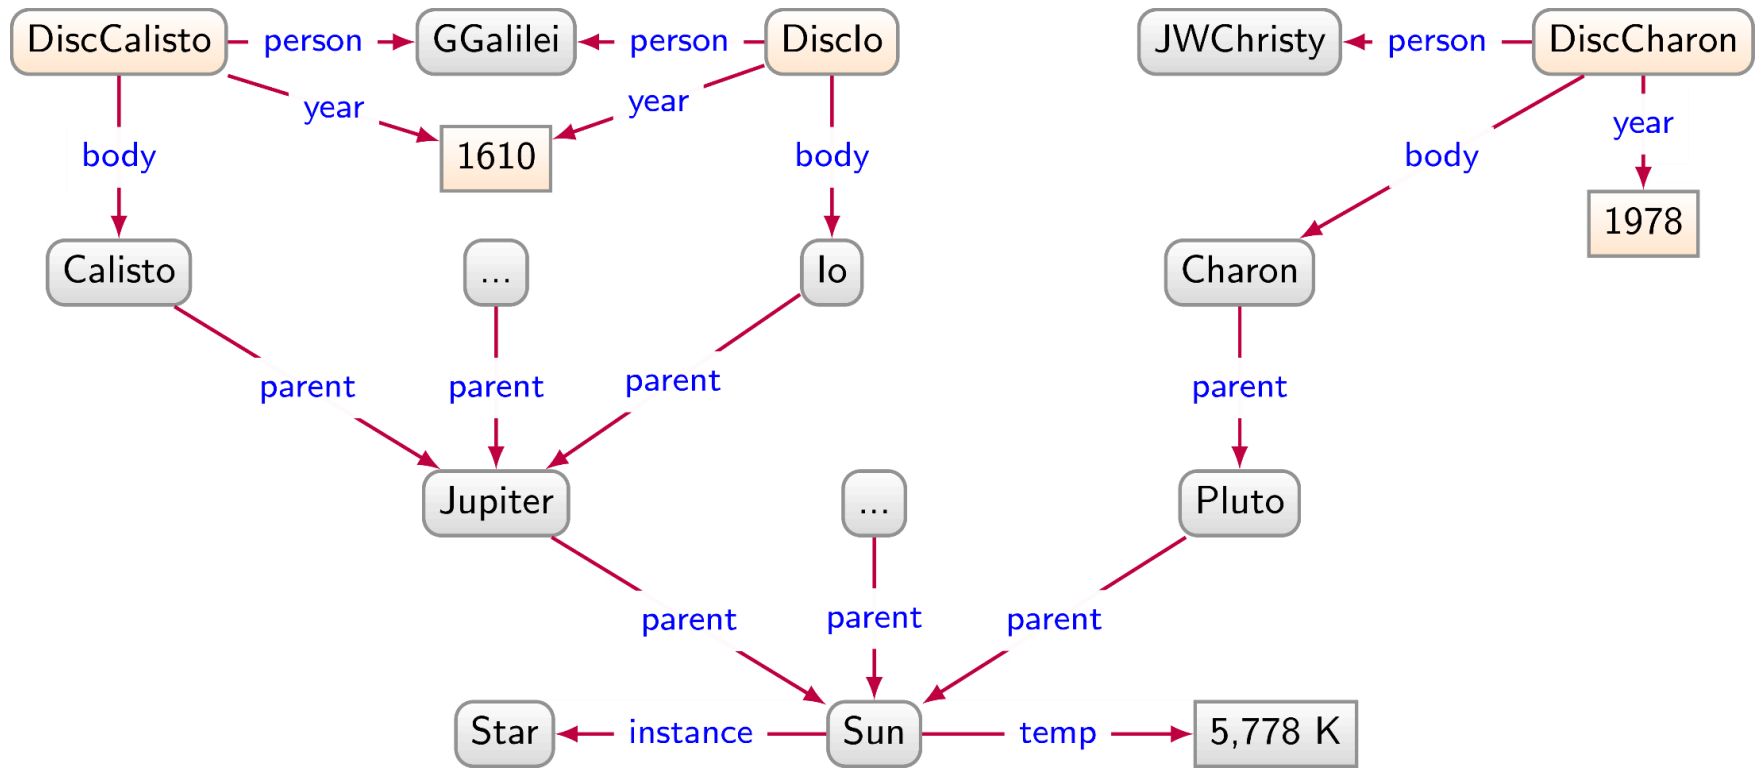 DiscCalisto person GGalilei person DiscIo JWChristy person DiscCharon
year year year
1610
body body body
1978
Calisto ... Io Charon
parent parent parent parent
Jupiter ... Pluto
parent parent parent
Star instance Sun temp 5,778 K